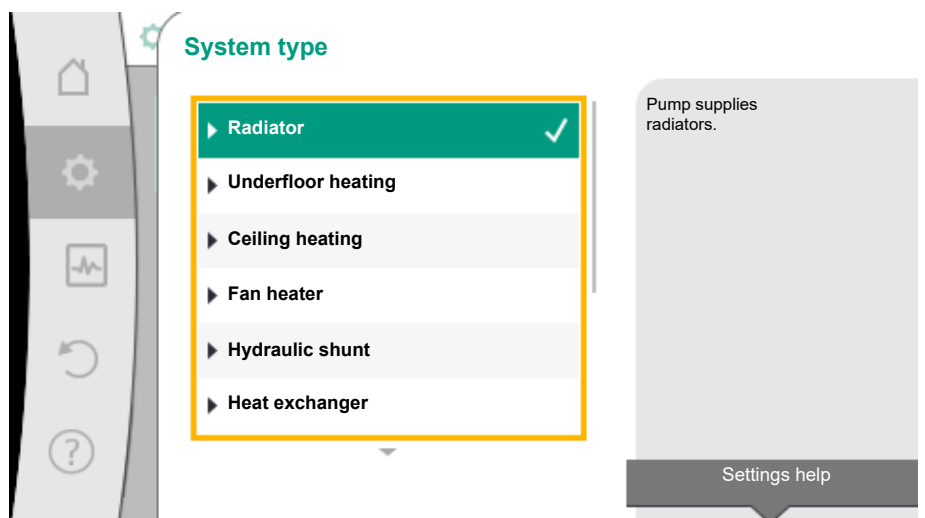 System type
Radiator
Underfloor heating
Ceiling heating
Fan heater
Hydraulic shunt
Heat exchanger
Pump supplies
radiators.
Settings help
?